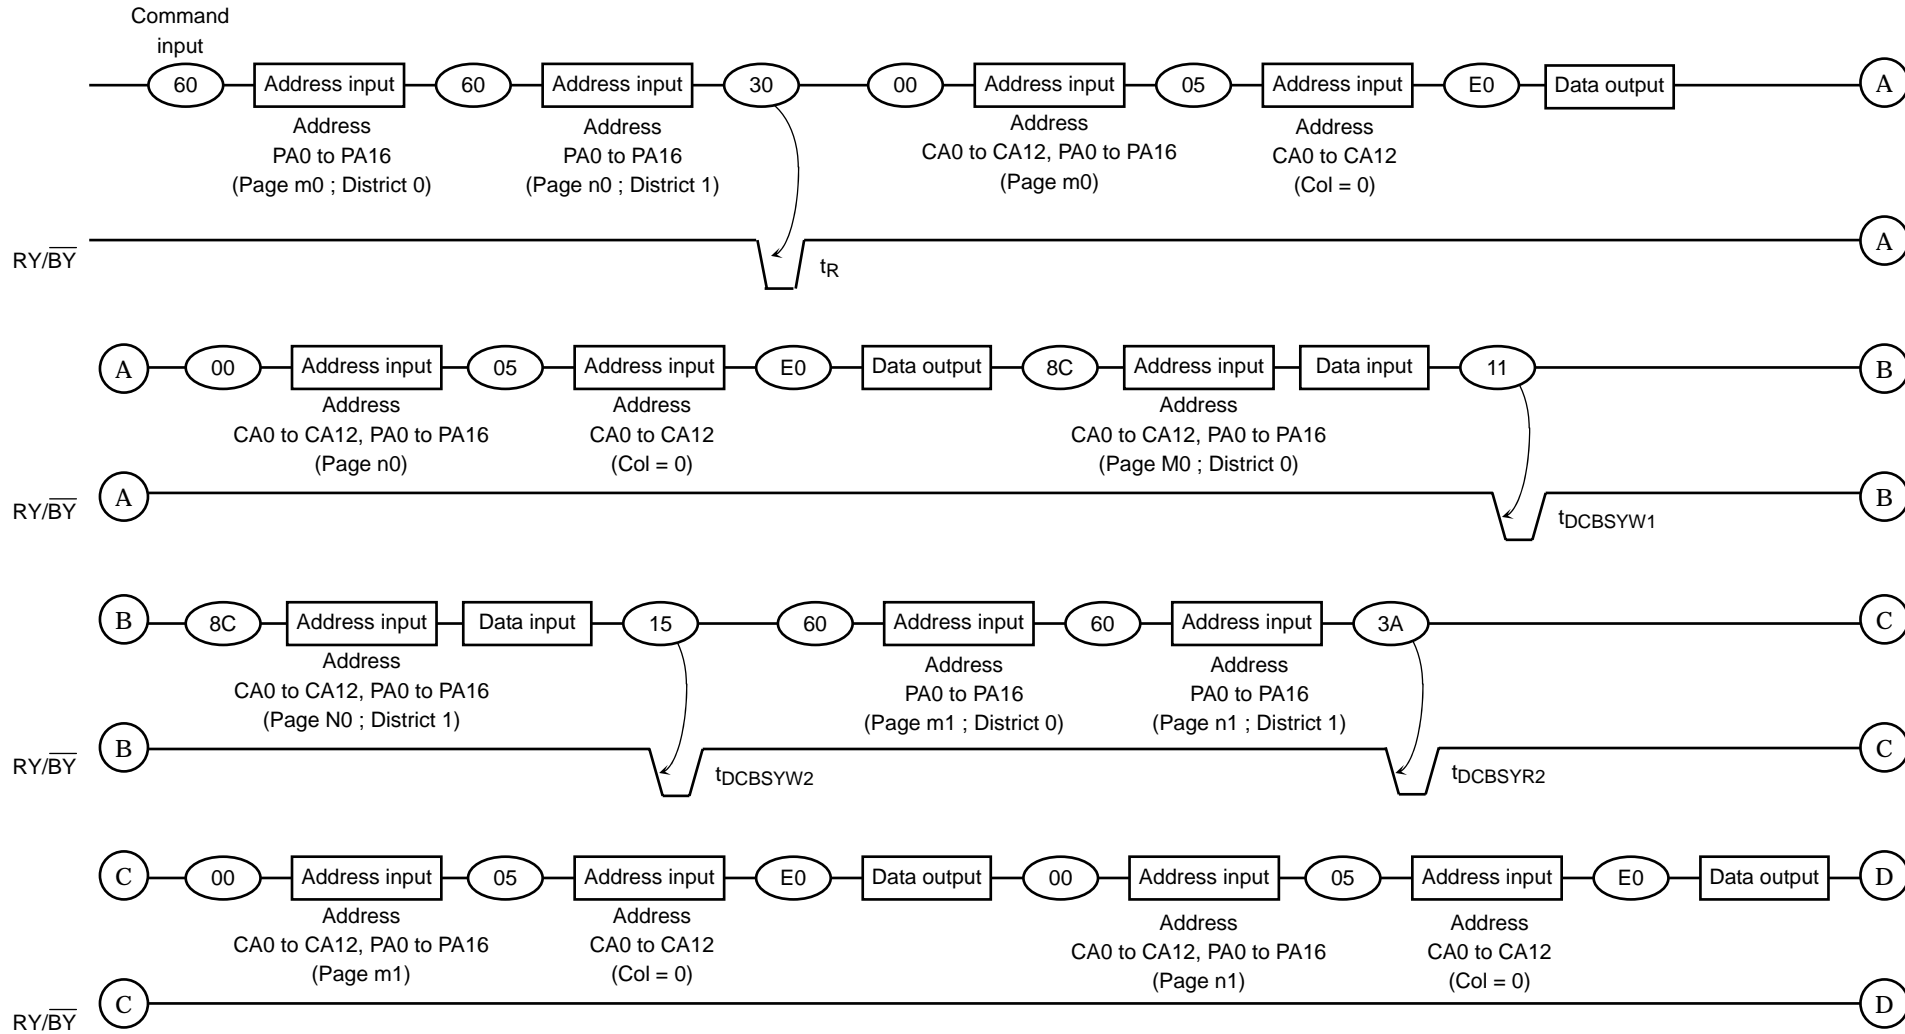 Command
input
60 Address input 60 Address input 30 00 Address input 05 Address input E0 Data output A
Address
PA0 to PA16
(Page m0 ; District 0)
Address
PA0 to PA16
(Page n0 ; District 1)
Address
CA0 to CA12, PA0 to PA16
(Page m0)
Address
CA0 to CA12
(Col = 0)
RY/B̅Y̅ tR A
A 00 Address input 05 Address input E0 Data output 8C Address input Data input 11 B
Address
CA0 to CA12, PA0 to PA16
(Page n0)
Address
CA0 to CA12
(Col = 0)
Address
CA0 to CA12, PA0 to PA16
(Page M0 ; District 0)
RY/B̅Y̅ A tDCBSYW1 B
B 8C Address input Data input 15 60 Address input 60 Address input 3A C
Address
CA0 to CA12, PA0 to PA16
(Page N0 ; District 1)
Address
PA0 to PA16
(Page m1 ; District 0)
Address
PA0 to PA16
(Page n1 ; District 1)
RY/B̅Y̅ B tDCBSYW2 tDCBSYR2 C
C 00 Address input 05 Address input E0 Data output 00 Address input 05 Address input E0 Data output D
Address
CA0 to CA12, PA0 to PA16
(Page m1)
Address
CA0 to CA12
(Col = 0)
Address
CA0 to CA12, PA0 to PA16
(Page n1)
Address
CA0 to CA12
(Col = 0)
RY/B̅Y̅ C D